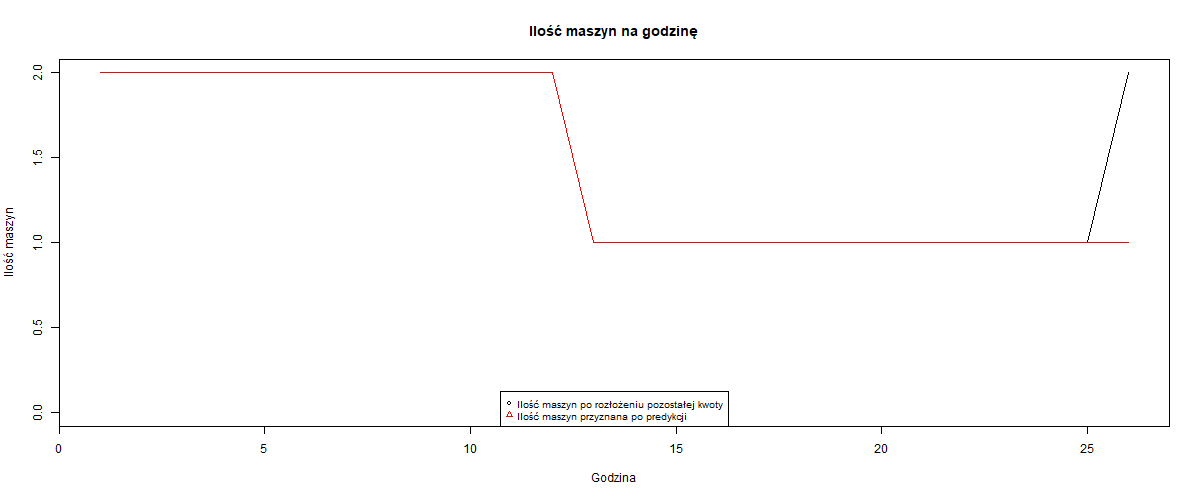 Ilość maszyn na godzinę
Ilość maszyn
2.0
1.5
1.0
0.5
0.0
Ilość maszyn po rozłożeniu pozostałej kwoty
Ilość maszyn przyznana po predykcji
0 5 10 15 20 25
Godzina